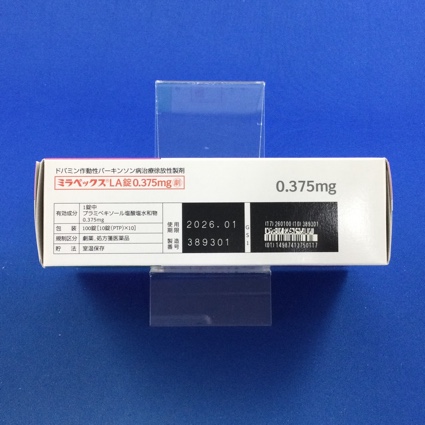 ドパミン作動性パーキンソン病治療徐放性製剤
ミラペックス®LA錠0.375mg 劇
0.375mg
有効成分 1錠中 プラミペキソール塩酸塩水和物 0.375mg
包装 100錠[10錠(PTP)×10]
規制区分 劇薬、処方箋医薬品
貯法 室温保存
使用期限 2026.01
製造番号 389301
GS1
(17)260100(10)389301
(01)14987413750117